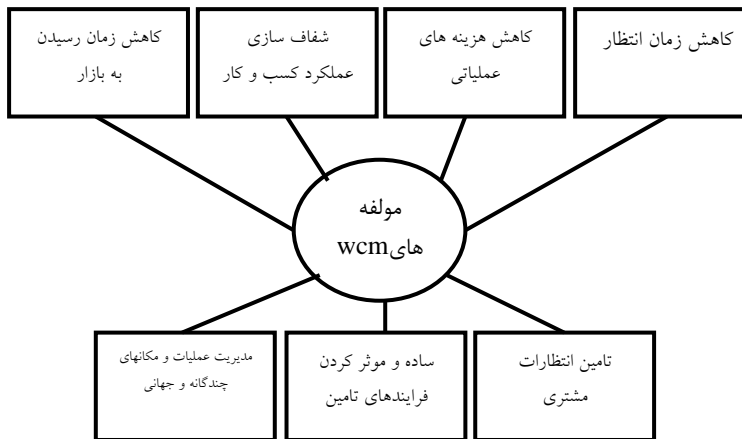 کاهش زمان انتظار
کاهش هزینه های
عملیاتی
شفاف سازی
عملکرد کسب و کار
کاهش زمان رسیدن
به بازار
مولفه
هایwcm
تامین انتظارات
مشتری
ساده و موثر کردن
فرایندهای تامین
مدیریت عملیات و مکانهای
چندگانه و جهانی